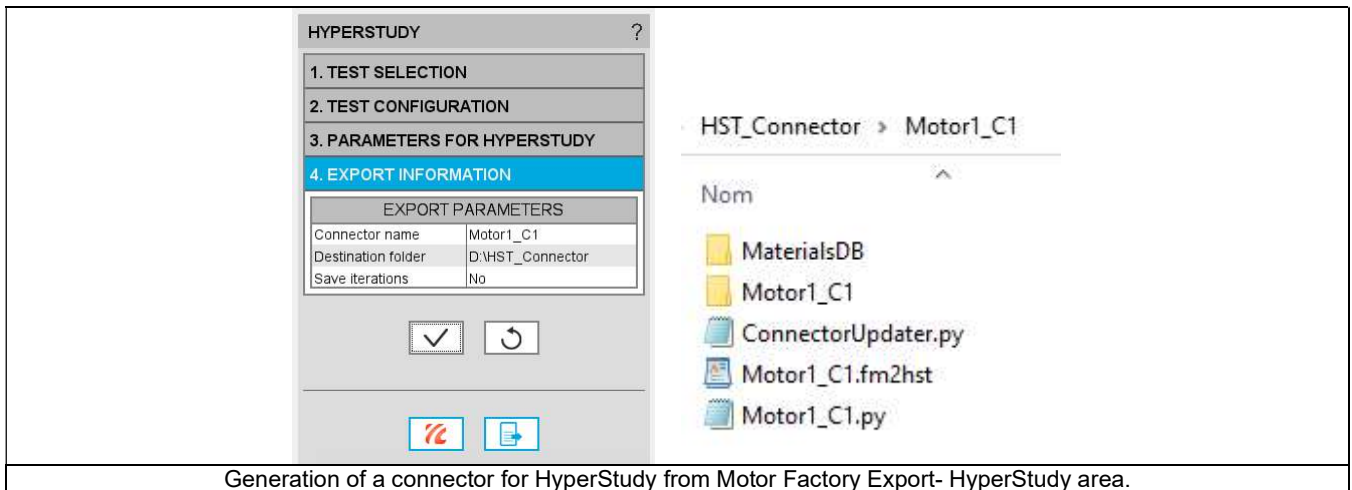 HYPERSTUDY ?
1. TEST SELECTION
2. TEST CONFIGURATION
3. PARAMETERS FOR HYPERSTUDY
4. EXPORT INFORMATION
EXPORT PARAMETERS
Connector name Motor1_C1
Destination folder D:\HST_Connector
Save iterations No
HST_Connector > Motor1_C1
Nom
MaterialsDB
Motor1_C1
ConnectorUpdater.py
Motor1_C1.fm2hst
Motor1_C1.py
Generation of a connector for HyperStudy from Motor Factory Export- HyperStudy area.